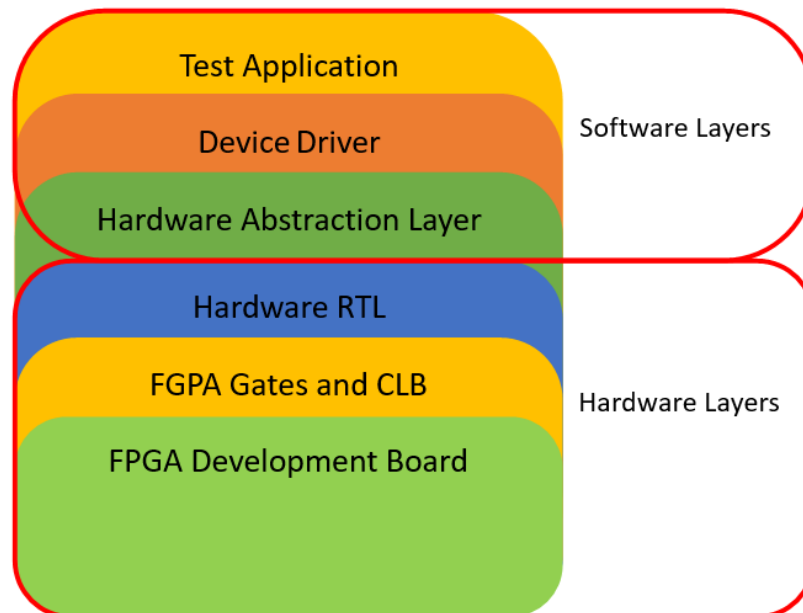 Test Application
Software Layers
Device Driver
Hardware Abstraction Layer
Hardware RTL
FGPA Gates and CLB
Hardware Layers
FPGA Development Board